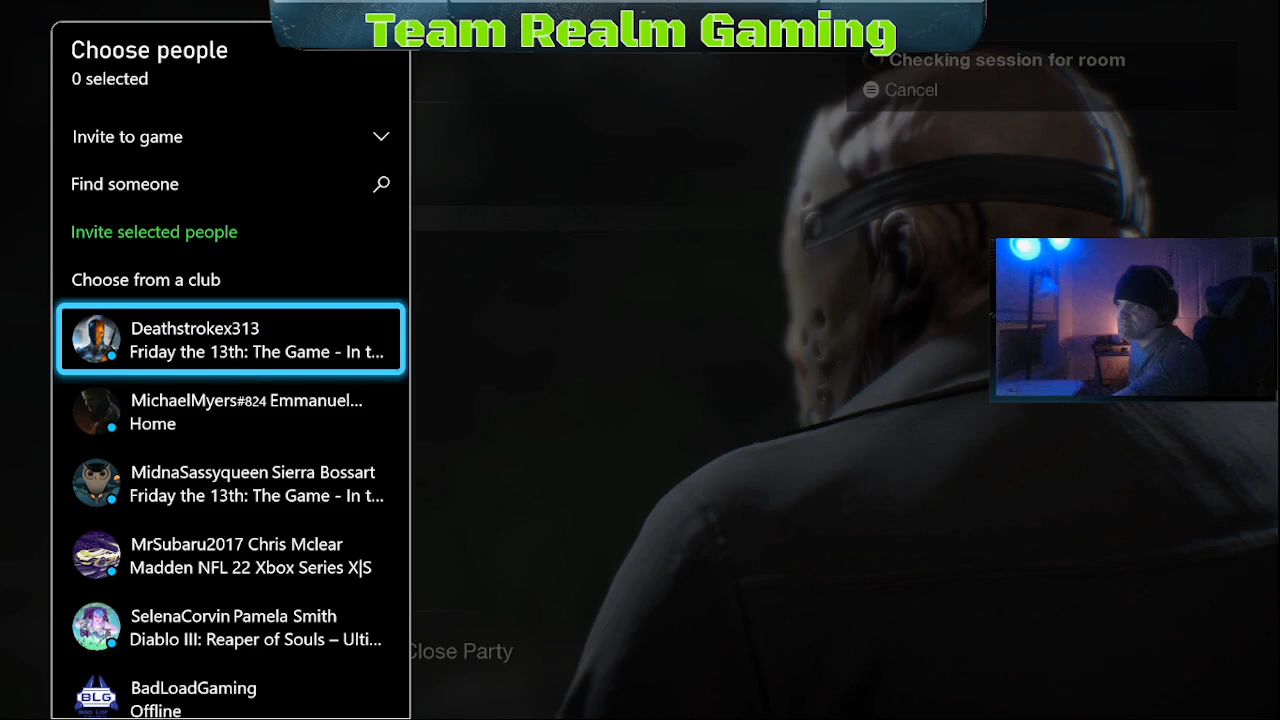 Team Realm Gaming
Choose people
0 selected
Invite to game
Find someone
Invite selected people
Choose from a club
Deathstrokex313
Friday the 13th: The Game - In t...
MichaelMyers#824 Emmanuel...
Home
MidnaSassyqueen Sierra Bossart
Friday the 13th: The Game - In t...
MrSubaru2017 Chris Mclear
Madden NFL 22 Xbox Series X|S
SelenaCorvin Pamela Smith
Diablo III: Reaper of Souls – Ulti...
BLG
BadLoadGaming
Offline
Checking session for room
Cancel
Close Party